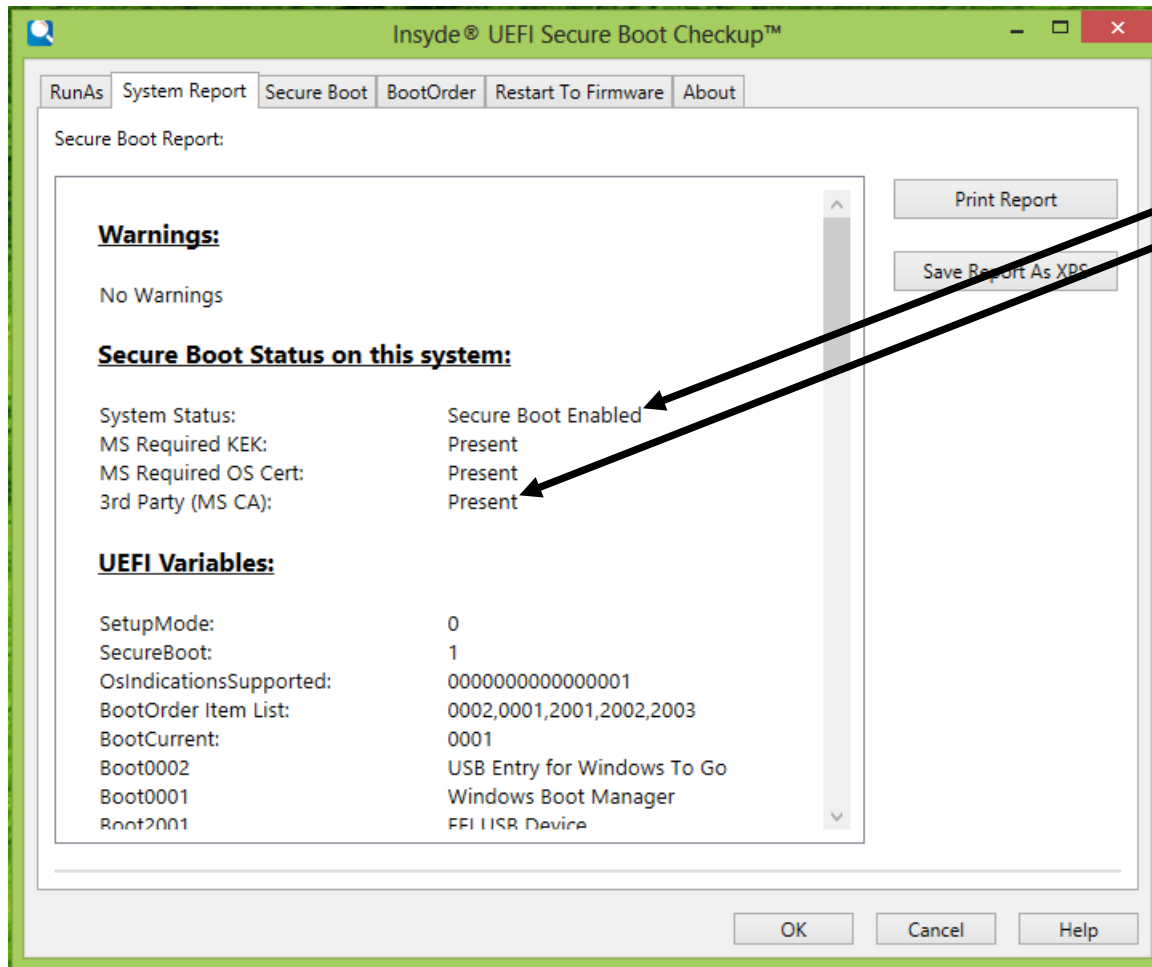 Insyde® UEFI Secure Boot Checkup™
RunAs System Report Secure Boot BootOrder Restart To Firmware About
Secure Boot Report:
Print Report
Save Report As XPS
Warnings:
No Warnings
Secure Boot Status on this system:
System Status: Secure Boot Enabled
MS Required KEK: Present
MS Required OS Cert: Present
3rd Party (MS CA): Present
UEFI Variables:
SetupMode: 0
SecureBoot: 1
OsIndicationsSupported: 0000000000000001
BootOrder Item List: 0002,0001,2001,2002,2003
BootCurrent: 0001
Boot0002 USB Entry for Windows To Go
Boot0001 Windows Boot Manager
Boot2001 EFI USB Device
OK Cancel Help